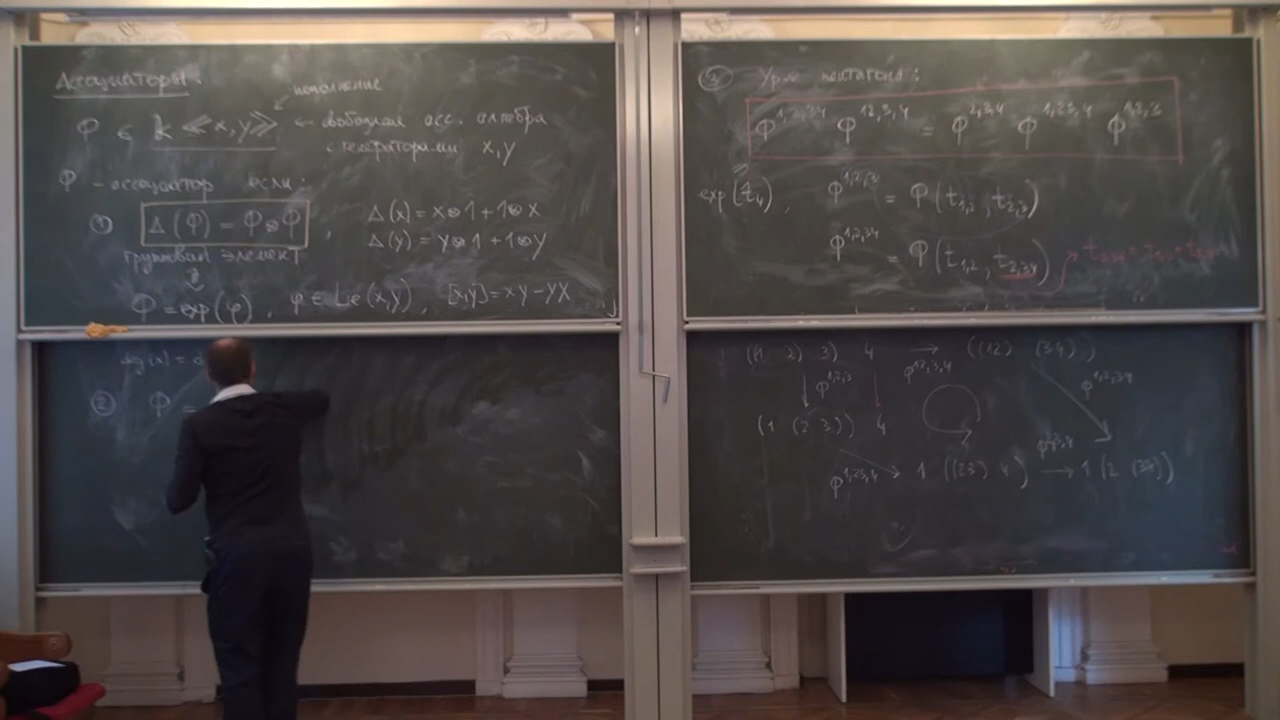 Ассоциаторы:
пополнение
Φ ∈ k≪x,y≫ ← свободная асс. алгебра
с генераторами x,y
Φ - ассоциатор если:
① Δ(Φ) = Φ⊗Φ , Δ(x) = x⊗1 + 1⊗x
Δ(y) = y⊗1 + 1⊗y
групповой элемент
Φ = exp(φ), φ ∈ Lie(x,y), [x,y] = xy - yx
② Φ =
Ур-ие пентагона:
Φ^{1,2,34} Φ^{12,3,4} = Φ^{2,3,4} Φ^{1,23,4} Φ^{1,2,3}
exp(t_4), Φ^{1,2,3} = Φ(t_{1,2}, t_{2,3})
Φ^{1,2,34} = Φ(t_{1,2}, t_{2,34})
((1 2) 3) 4 → ((12) (34))
Φ^{1,2,3} Φ^{12,3,4} Φ^{1,2,34}
(1 (2 3)) 4
Φ^{1,23,4} 1 ((23) 4) Φ^{2,3,4} → 1 (2 (34))